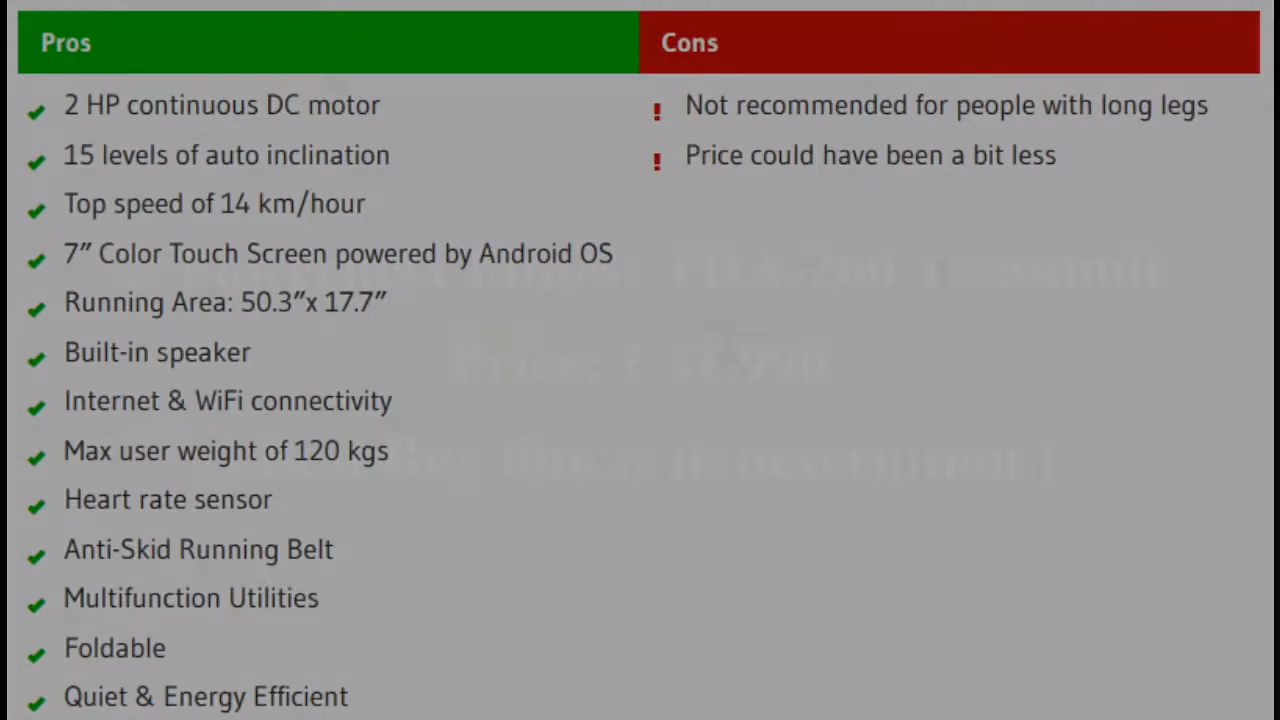 Pros
Cons
2 HP continuous DC motor
15 levels of auto inclination
Top speed of 14 km/hour
7″ Color Touch Screen powered by Android OS
Running Area: 50.3″x 17.7″
Built-in speaker
Internet & WiFi connectivity
Max user weight of 120 kgs
Heart rate sensor
Anti-Skid Running Belt
Multifunction Utilities
Foldable
Quiet & Energy Efficient
Not recommended for people with long legs
Price could have been a bit less
Price: